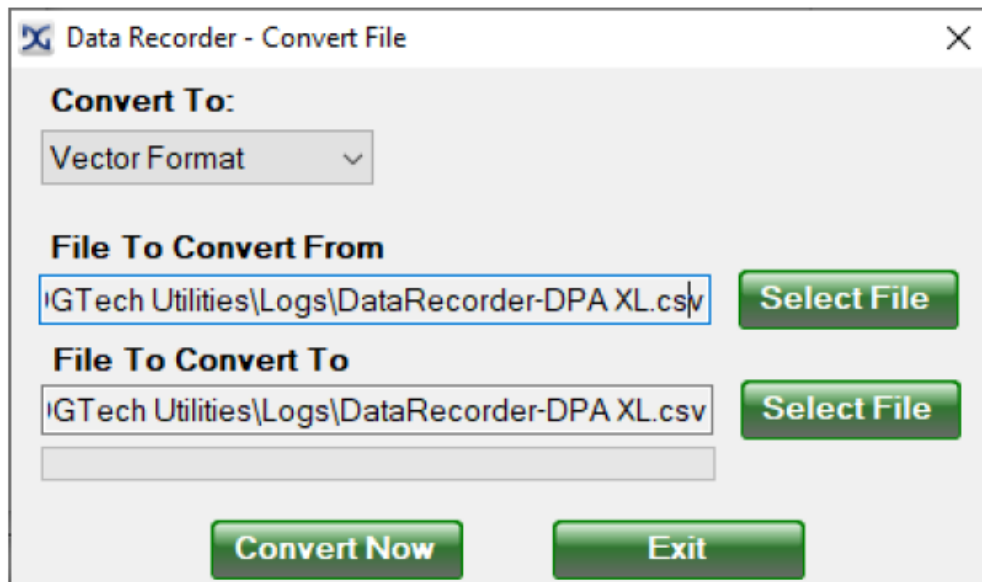 Data Recorder - Convert File
Convert To:
Vector Format
File To Convert From
GTech Utilities\Logs\DataRecorder-DPA XL.csv
Select File
File To Convert To
GTech Utilities\Logs\DataRecorder-DPA XL.csv
Select File
Convert Now
Exit